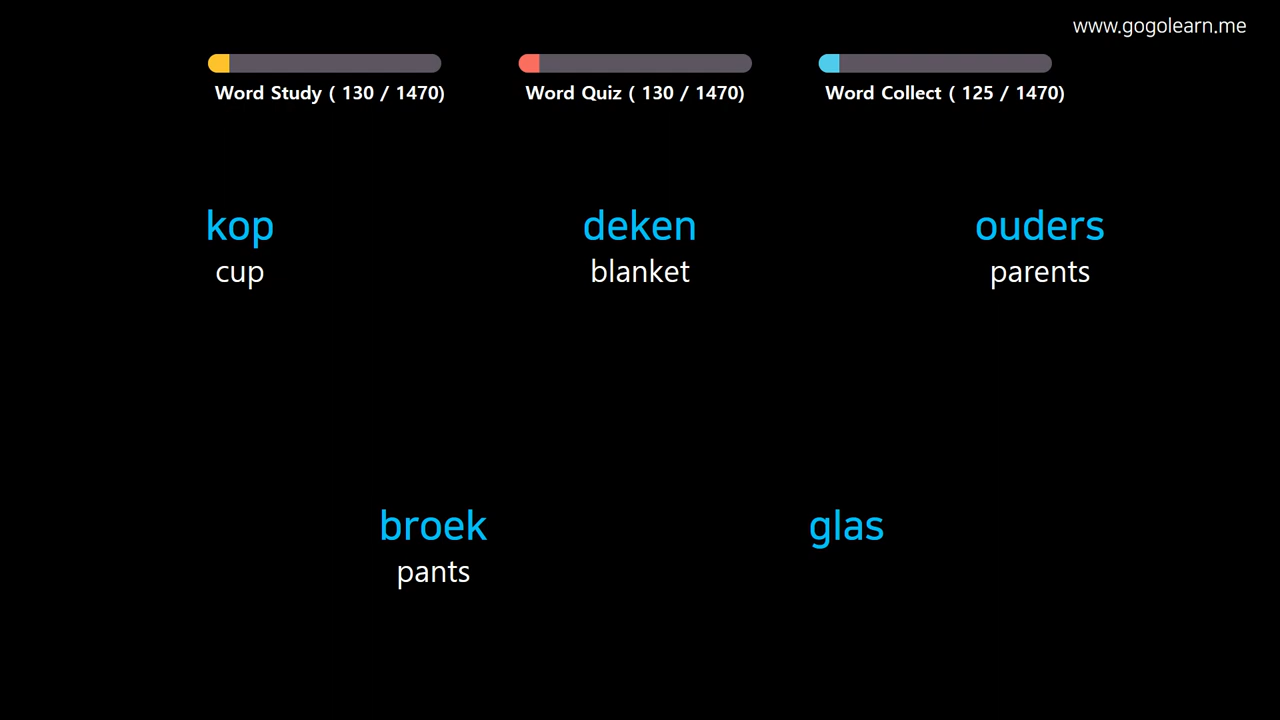 www.gogolearn.me
Word Study ( 130 / 1470)
Word Quiz ( 130 / 1470)
Word Collect ( 125 / 1470)
kop
cup
deken
blanket
ouders
parents
broek
pants
glas